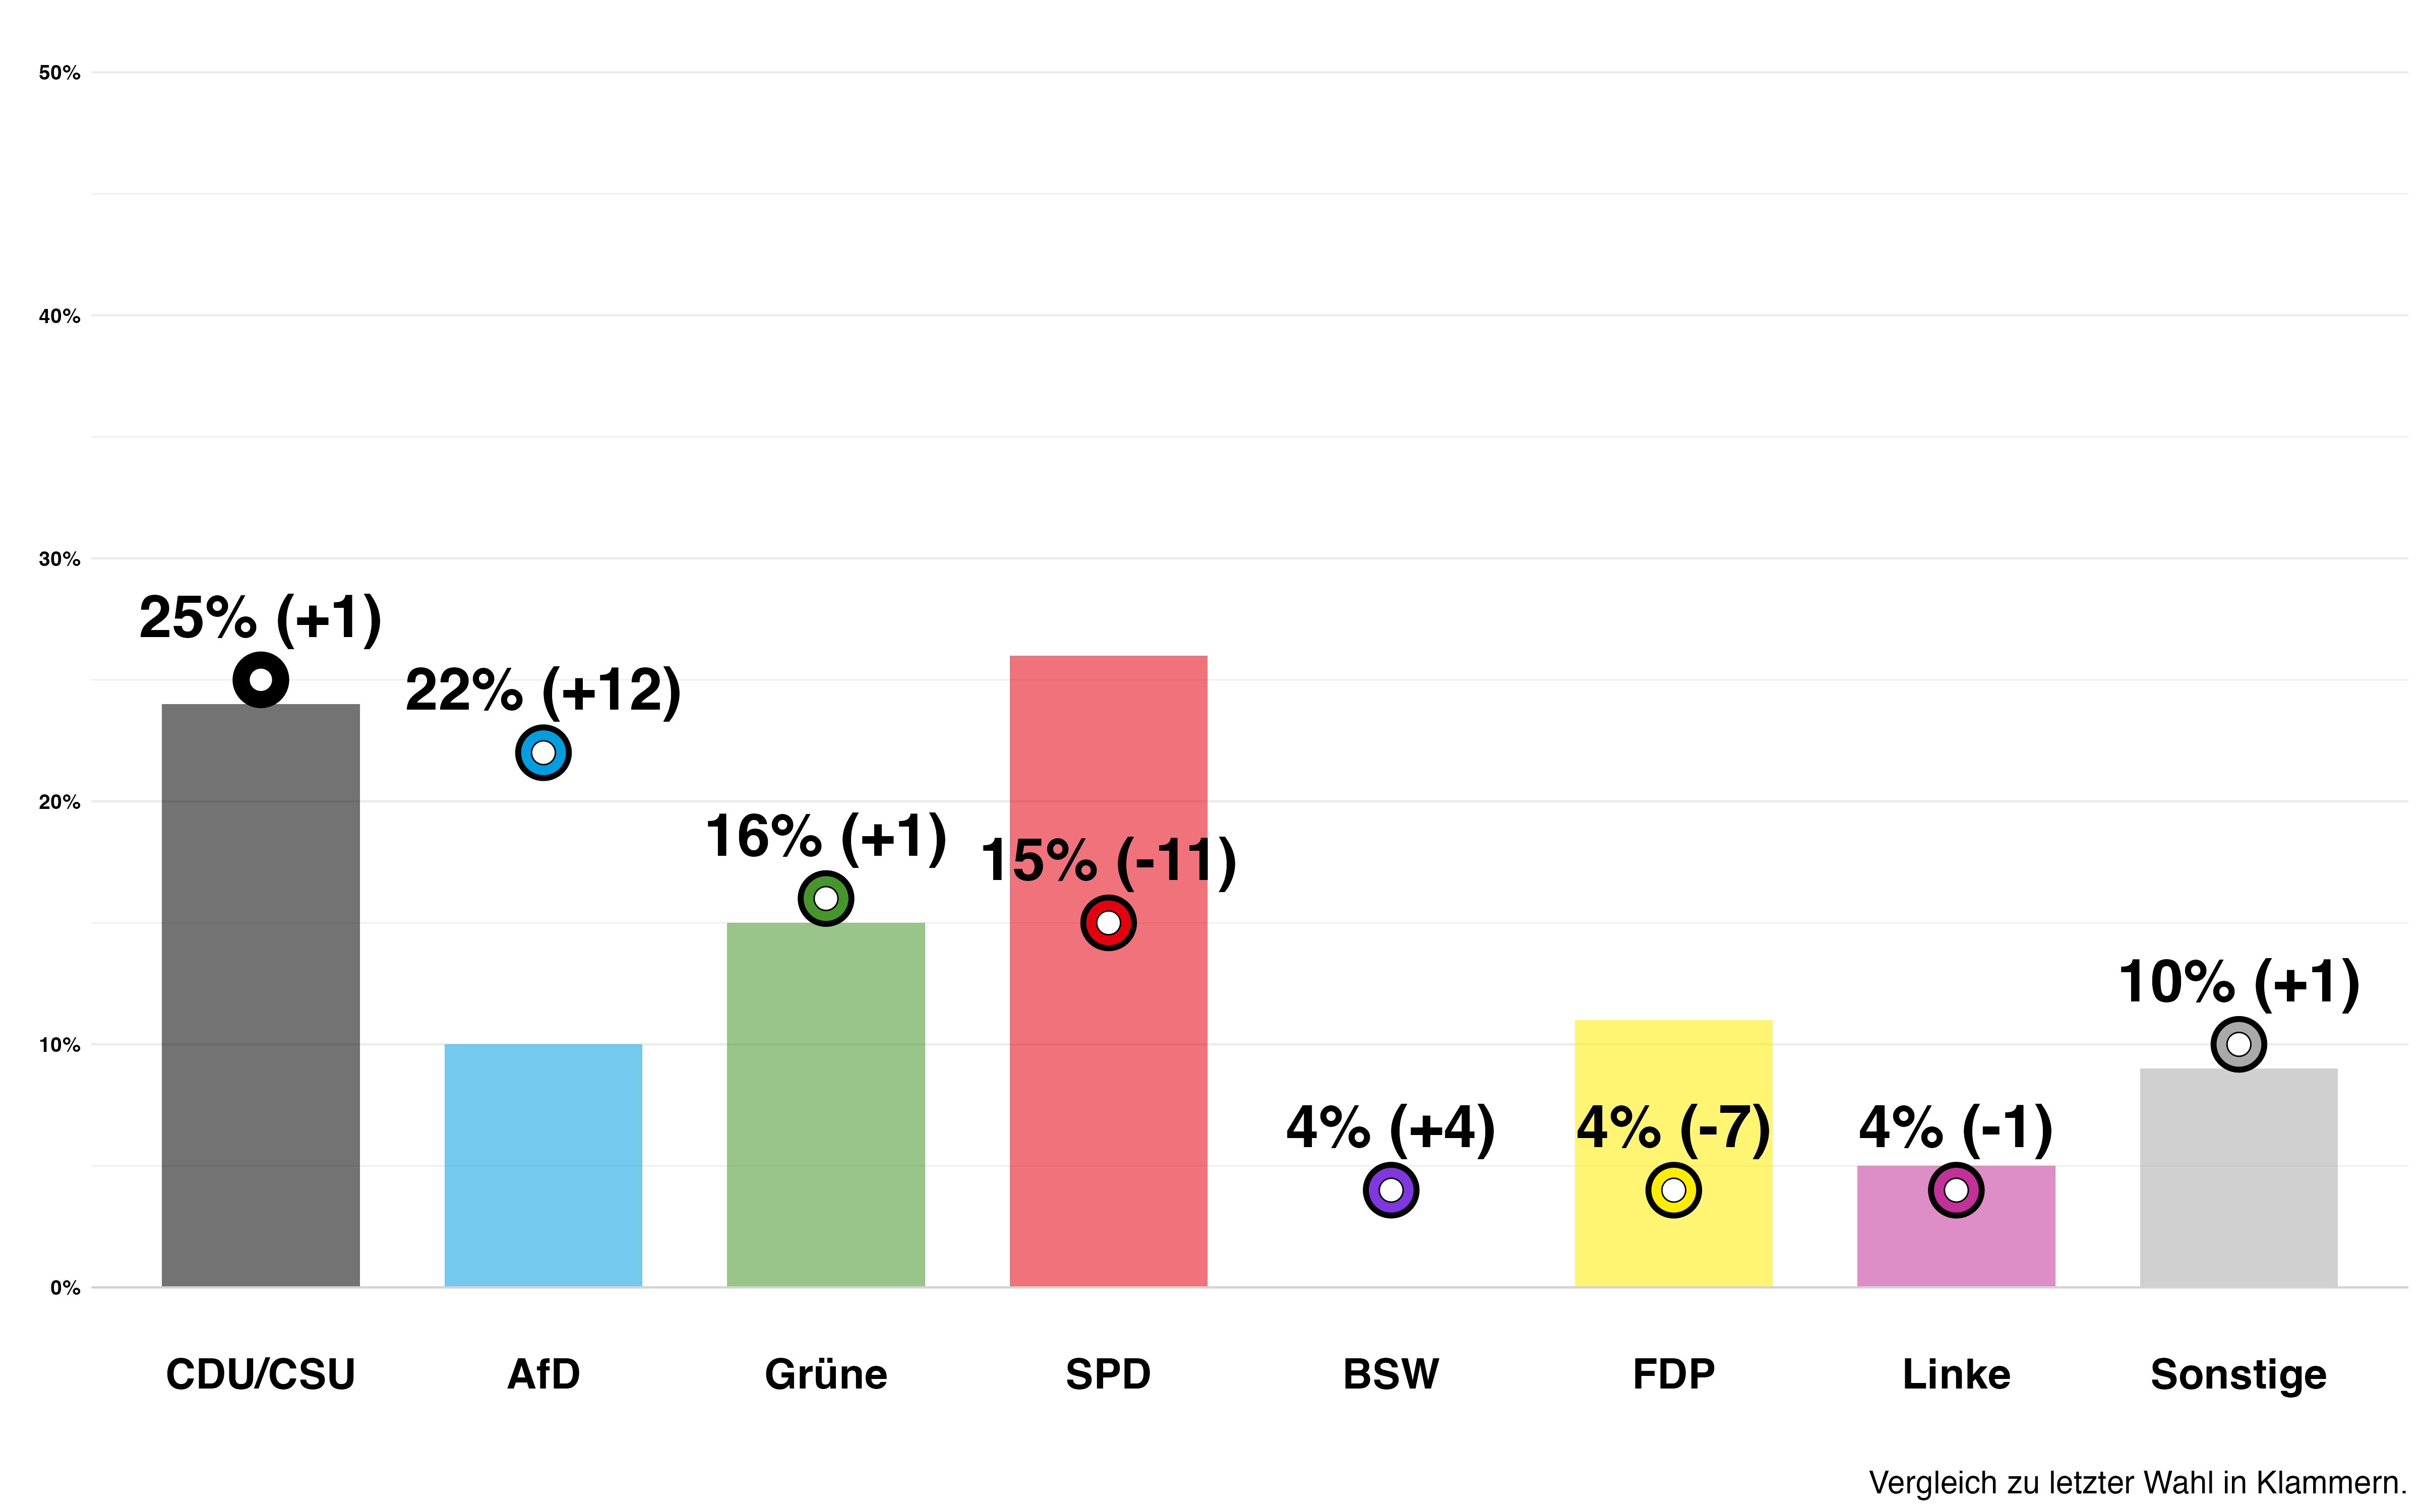 50%
40%
30%
20%
10%
0%
25% (+1)
22% (+12)
16% (+1)
15% (-11)
4% (+4)
4% (-7)
4% (-1)
10% (+1)
CDU/CSU
AfD
Grüne
SPD
BSW
FDP
Linke
Sonstige
Vergleich zu letzter Wahl in Klammern.